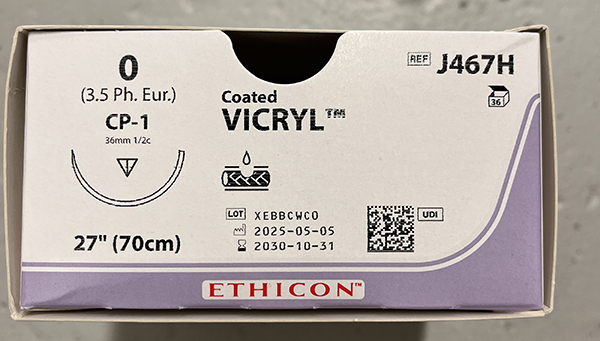 0
(3.5 Ph. Eur.)
CP-1
36mm 1/2c
27" (70cm)
Coated
VICRYL™
LOT XEBBCWCO
2025-05-05
2030-10-31
UDI
REF J467H
36
ETHICON™